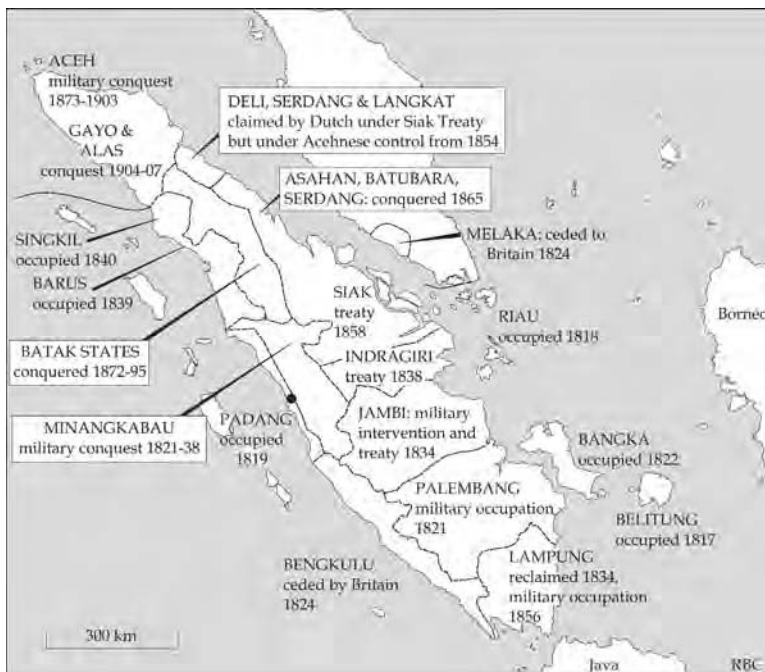 ACEH
military conquest
1873-1903
DELI, SERDANG & LANGKAT
claimed by Dutch under Siak Treaty
but under Acehnese control from 1854
GAYO &
ALAS
conquest 1904-07
ASAHAN, BATUBARA,
SERDANG: conquered 1865
SINGKIL
occupied 1840
MELAKA: ceded to
Britain 1824
BARUS
occupied 1839
SIAK
treaty
1858
RIAU
occupied 1818
Borneo
BATAK STATES
conquered 1872-95
INDRAGIRI
treaty 1838
MINANGKABAU
military conquest 1821-38
PADANG
occupied
1819
JAMBI: military
intervention and
treaty 1834
BANGKA
occupied 1822
PALEMBANG
military occupation
1821
BELITUNG
occupied 1817
BENGKULU
ceded by Britain
1824
LAMPUNG
reclaimed 1834,
military occupation
1856
300 km
Java
RBC